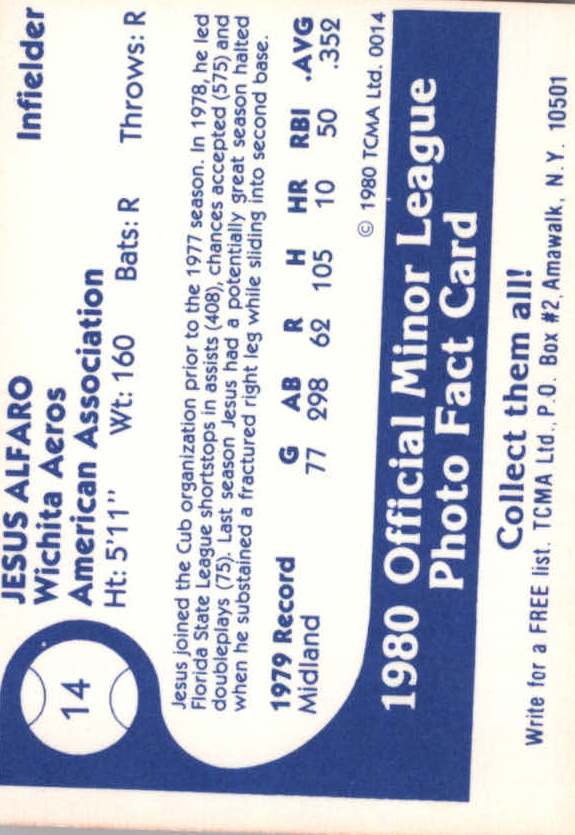 14
JESUS ALFARO Infielder
Wichita Aeros
American Association
Ht: 5'11" Wt: 160 Bats: R Throws: R
Jesus joined the Cub organization prior to the 1977 season. In 1978, he led
Florida State League shortstops in assists (408), chances accepted (575) and
doubleplays (75). Last season Jesus had a potentially great season halted
when he substained a fractured right leg while sliding into second base.
1979 Record G AB R H HR RBI .AVG
Midland 77 298 62 105 10 50 .352
© 1980 TCMA Ltd. 0014
1980 Official Minor League
Photo Fact Card
Collect them all!
Write for a FREE list. TCMA Ltd., P.O. Box #2, Amawalk, N.Y. 10501